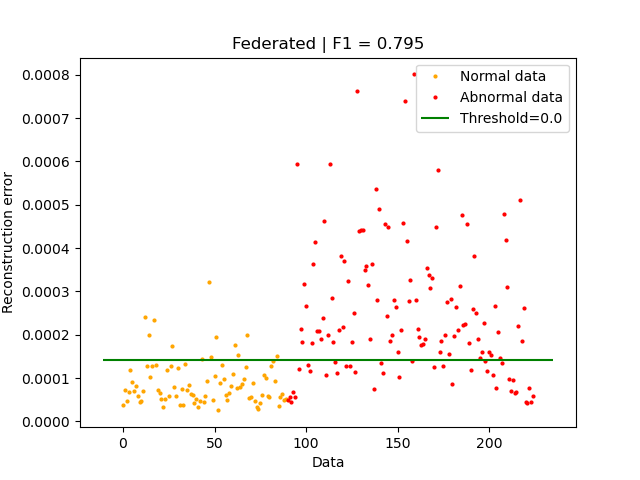 Federated | F1 = 0.795
Normal data
Abnormal data
Threshold=0.0
Reconstruction error
0.0008
0.0007
0.0006
0.0005
0.0004
0.0003
0.0002
0.0001
0.0000
0
50
100
150
200
Data